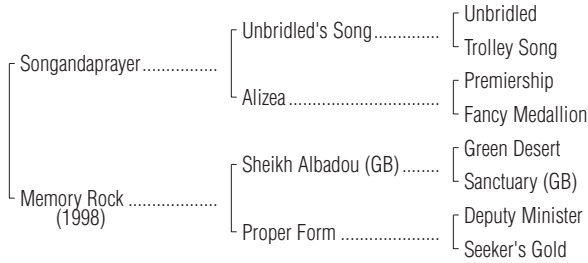 Unbridled
Unbridled's Song...............
Trolley Song
Songandaprayer................
Premiership
Alizea...................................
Fancy Medallion
Green Desert
Sheikh Albadou (GB)........
Sanctuary (GB)
Memory Rock ...................
(1998)
Deputy Minister
Proper Form .......................
Seeker's Gold